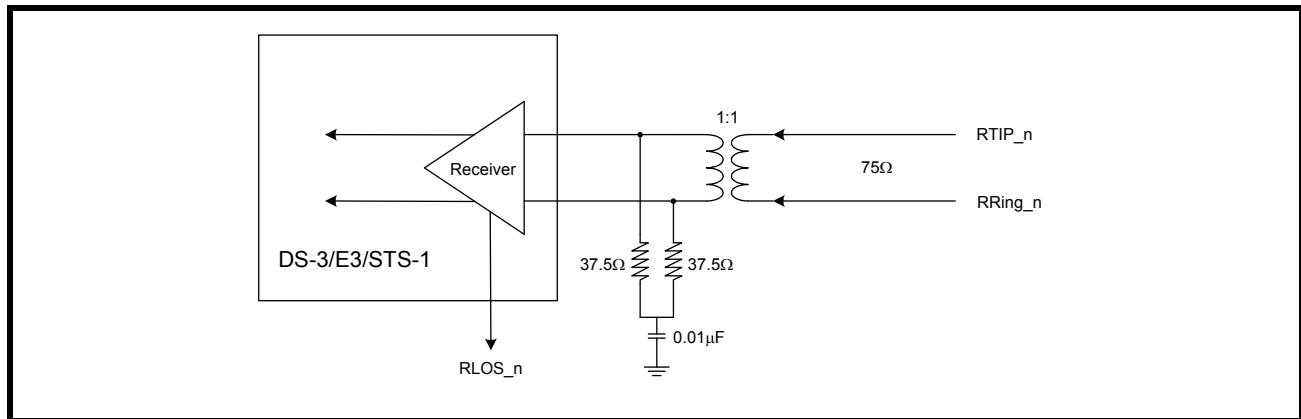 1:1
RTIP_n
Receiver
75Ω
RRing_n
DS-3/E3/STS-1
37.5Ω
37.5Ω
0.01μF
RLOS_n